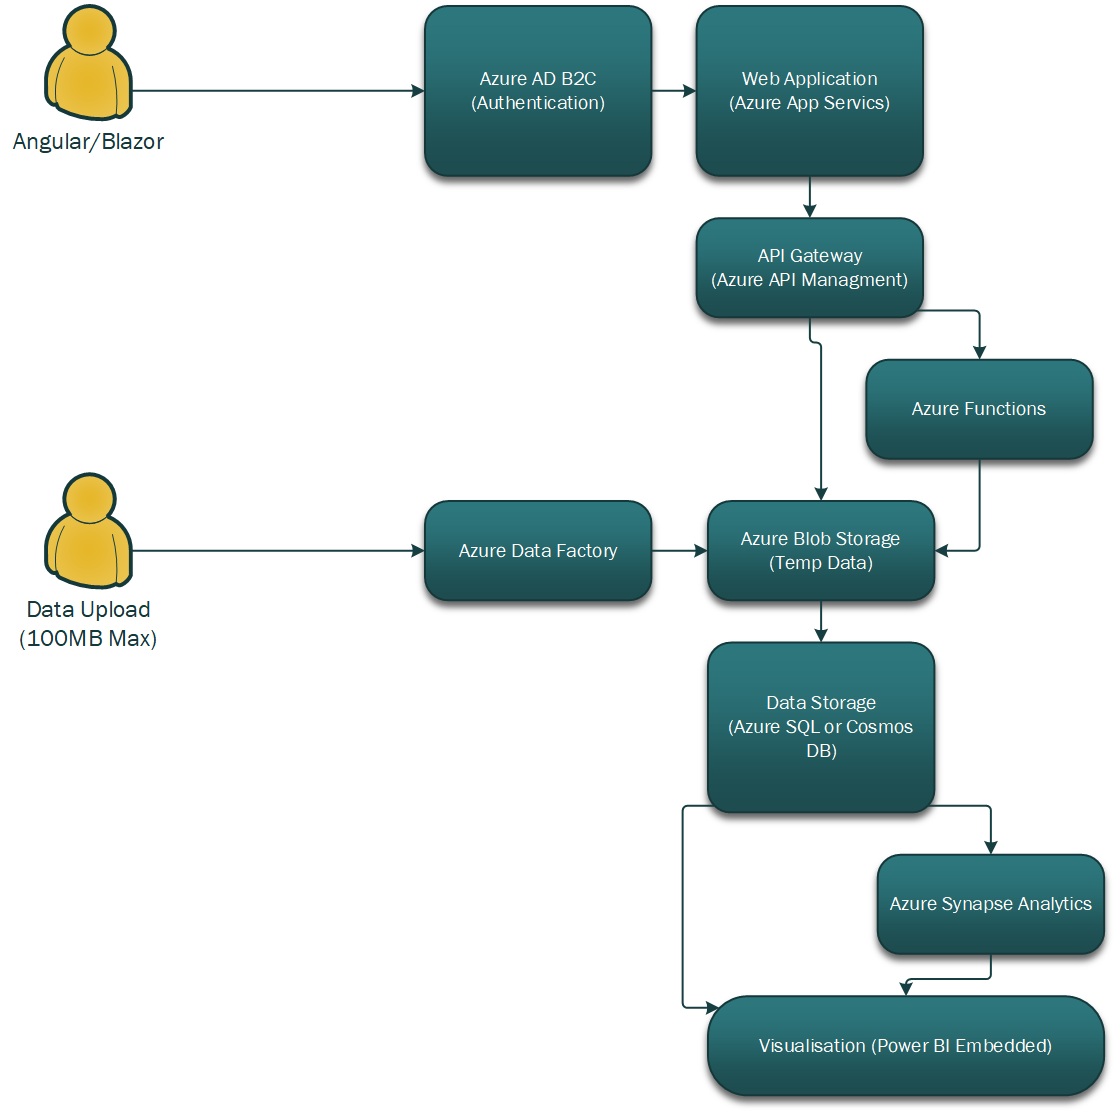 Azure AD B2C
(Authentication)
Web Application
(Azure App Servics)
Angular/Blazor
API Gateway
(Azure API Managment)
Azure Functions
Data Upload
(100MB Max)
Azure Data Factory
Azure Blob Storage
(Temp Data)
Data Storage
(Azure SQL or Cosmos
DB)
Azure Synapse Analytics
Visualisation (Power BI Embedded)